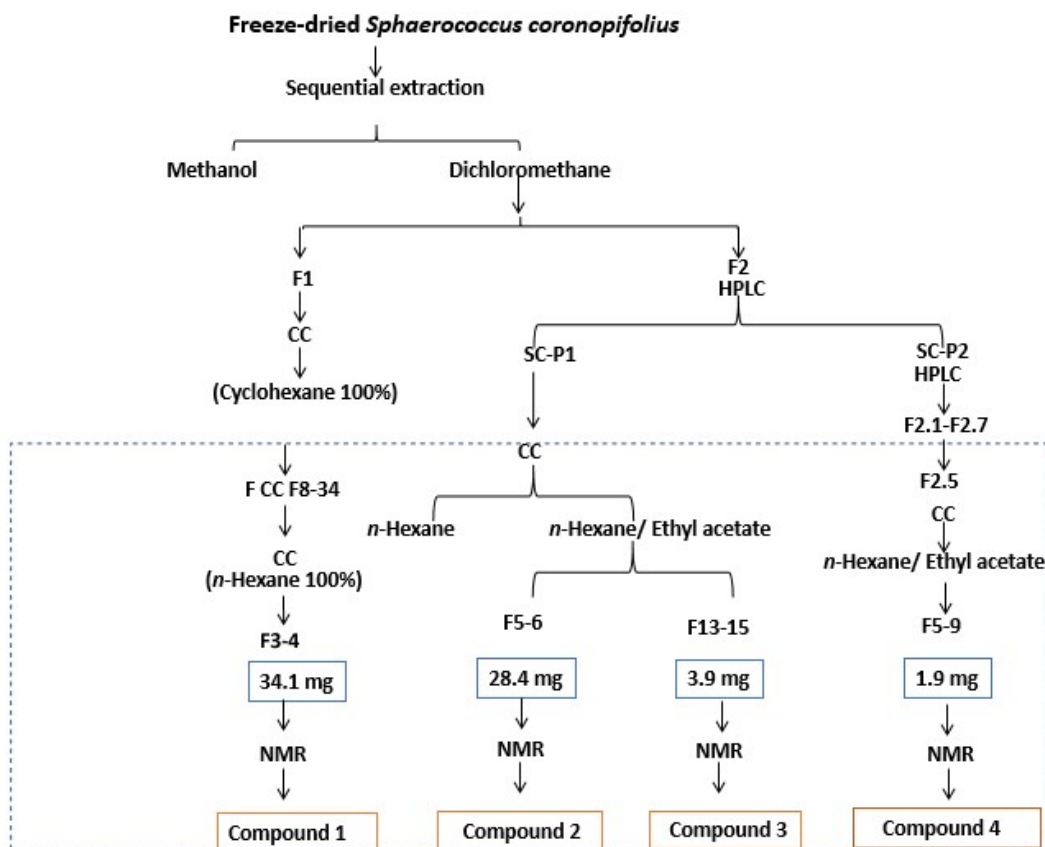 Freeze-dried Sphaerococcus coronopifolius
Sequential extraction
Methanol
Dichloromethane
F1
CC
(Cyclohexane 100%)
F2
HPLC
SC-P1
SC-P2
HPLC
F2.1-F2.7
F CC F8-34
CC
(n-Hexane 100%)
F3-4
34.1 mg
NMR
Compound 1
CC
n-Hexane
n-Hexane/ Ethyl acetate
F5-6
28.4 mg
NMR
Compound 2
F13-15
3.9 mg
NMR
Compound 3
F2.5
CC
n-Hexane/ Ethyl acetate
F5-9
1.9 mg
NMR
Compound 4